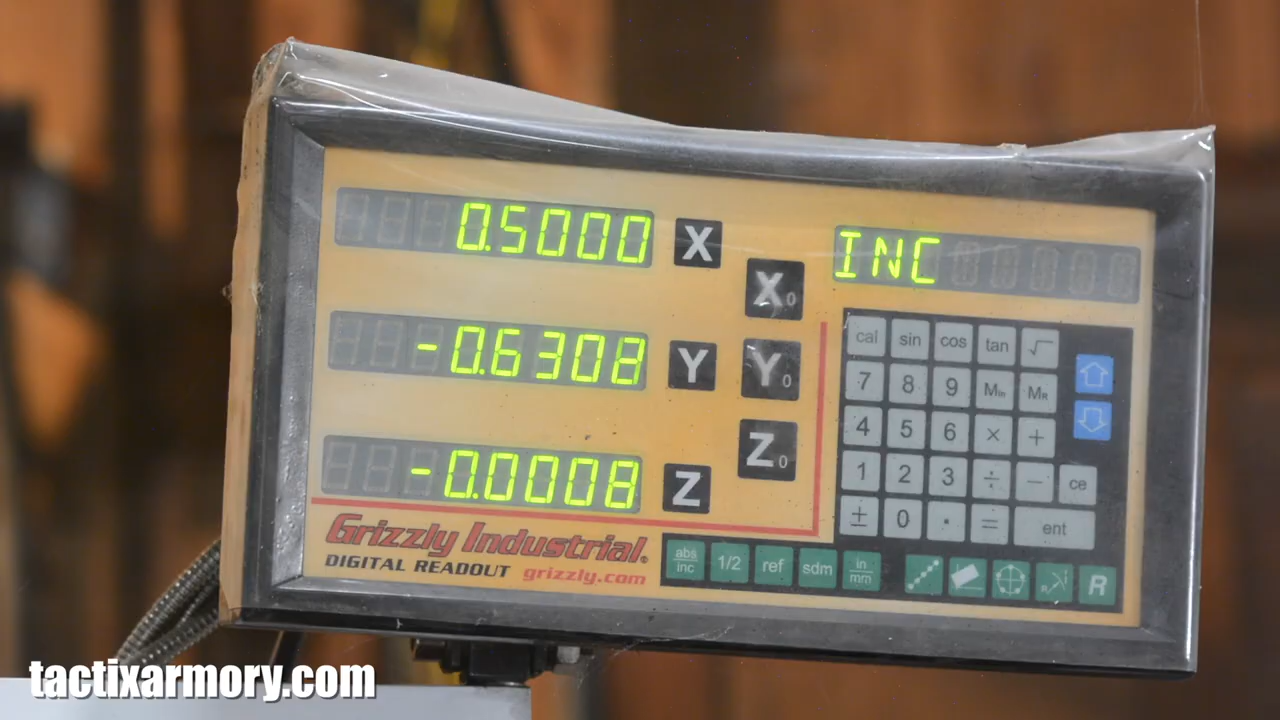 0.5000 X
X0
INC
-0.6308 Y
Y0
-0.0008 Z
Z0
cal sin cos tan √
7 8 9 Min MR
4 5 6 × +
1 2 3 ÷ − ce
± 0 . = ent
Grizzly Industrial®
DIGITAL READOUT grizzly.com
abs/inc 1/2 ref sdm in/mm R
tactixarmory.com